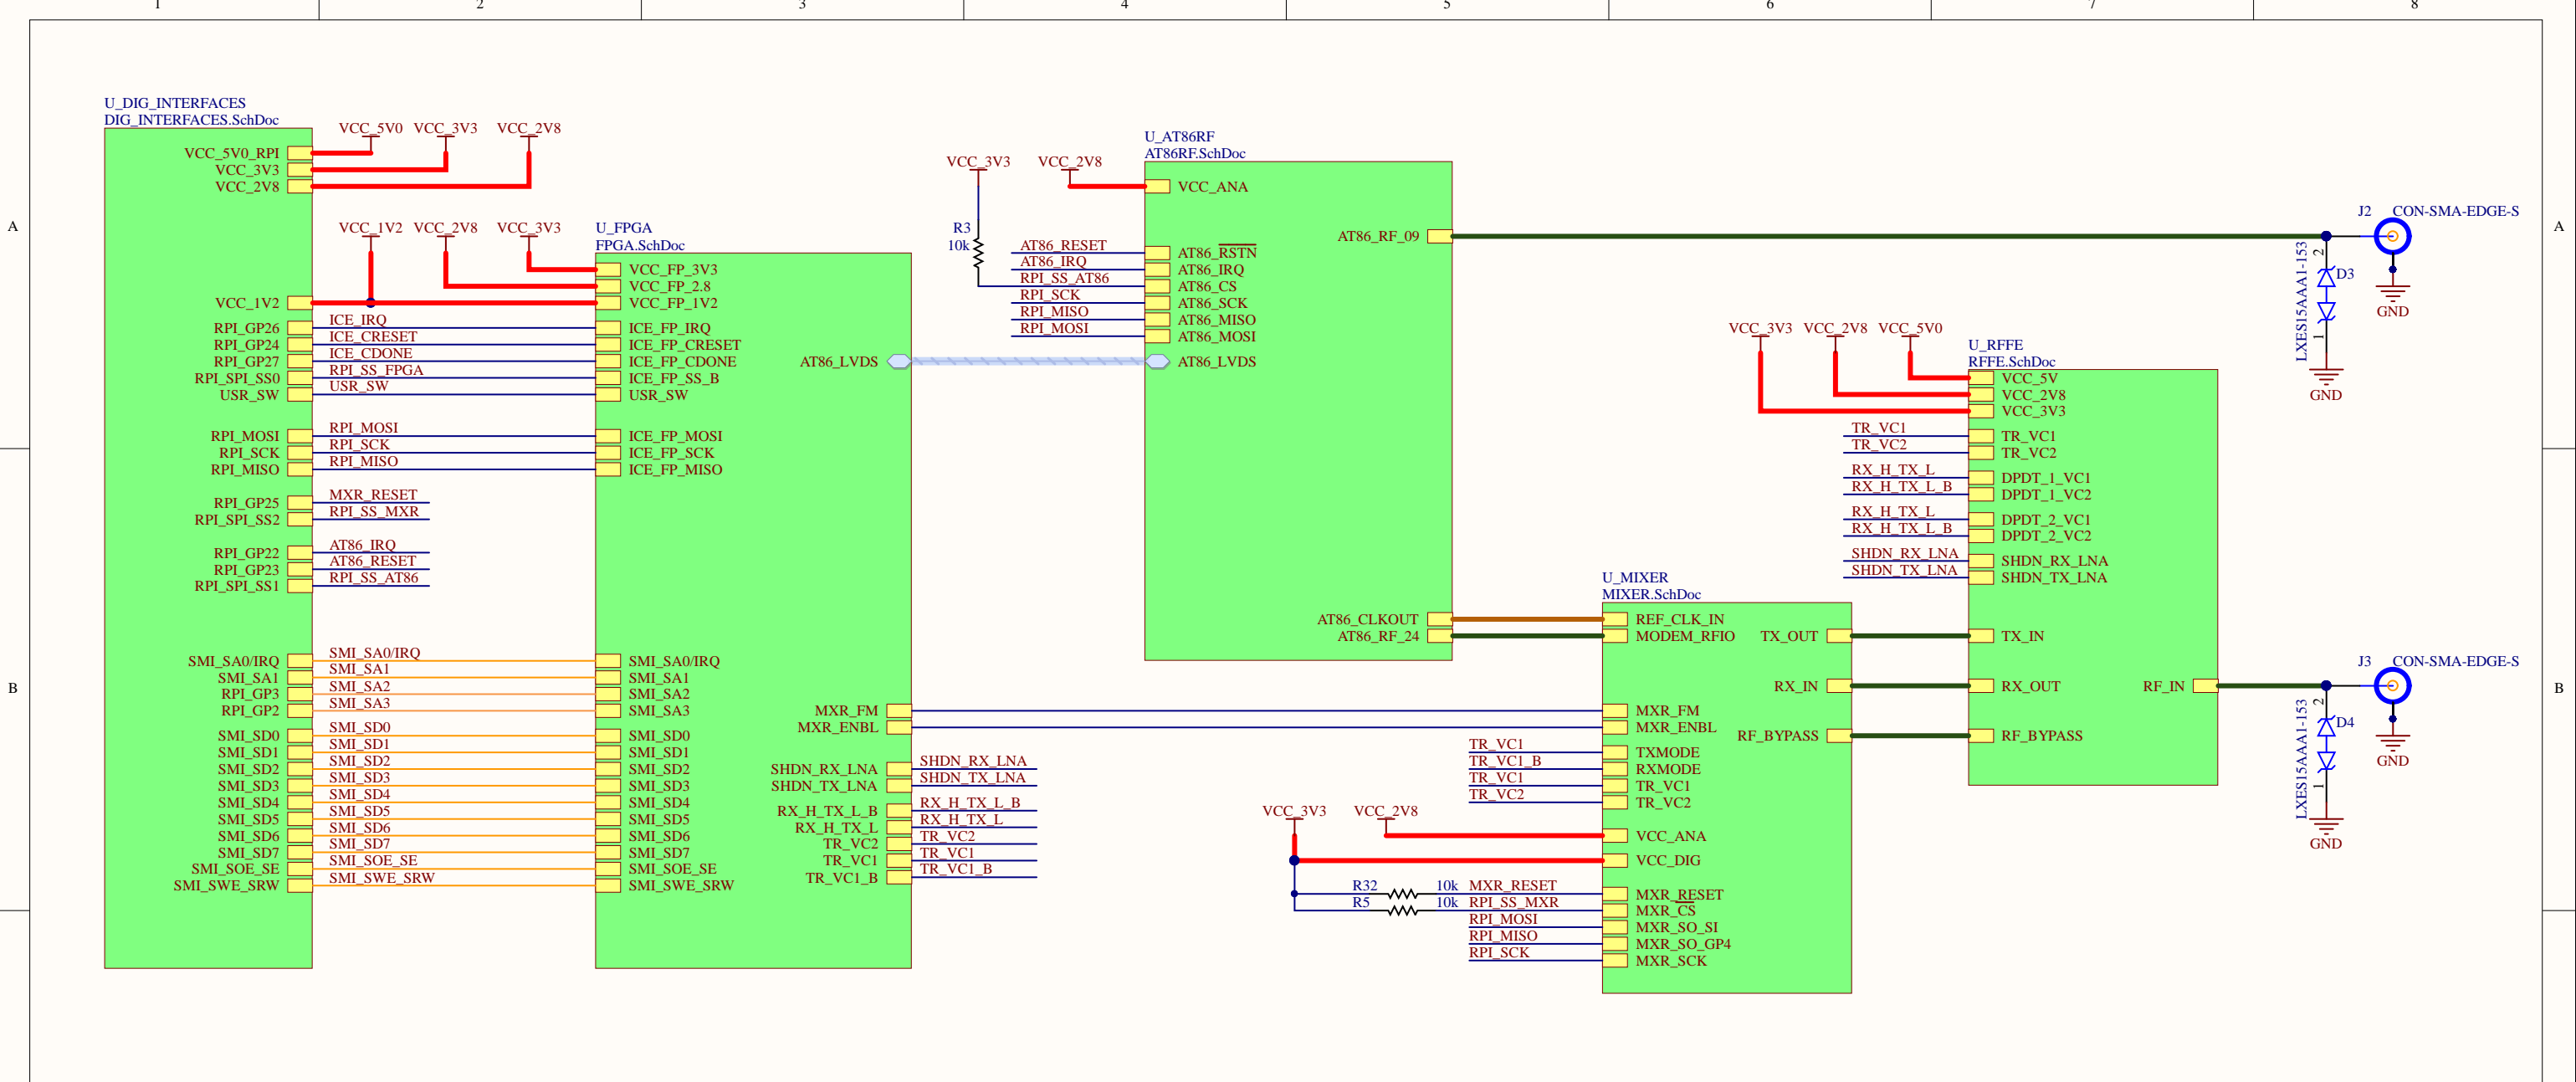 1
2
3
4
5
6
7
8
A
B
A
B
U_DIG_INTERFACES
DIG_INTERFACES.SchDoc
VCC_5V0_RPI
VCC_3V3
VCC_2V8
VCC_1V2
RPI_GP26
RPI_GP24
RPI_GP27
RPI_SPI_SS0
USR_SW
RPI_MOSI
RPI_SCK
RPI_MISO
RPI_GP25
RPI_SPI_SS2
RPI_GP22
RPI_GP23
RPI_SPI_SS1
SMI_SA0/IRQ
SMI_SA1
RPI_GP3
RPI_GP2
SMI_SD0
SMI_SD1
SMI_SD2
SMI_SD3
SMI_SD4
SMI_SD5
SMI_SD6
SMI_SD7
SMI_SOE_SE
SMI_SWE_SRW
VCC_5V0
VCC_3V3
VCC_2V8
VCC_1V2
VCC_2V8
VCC_3V3
ICE_IRQ
ICE_CRESET
ICE_CDONE
RPI_SS_FPGA
USR_SW
RPI_MOSI
RPI_SCK
RPI_MISO
MXR_RESET
RPI_SS_MXR
AT86_IRQ
AT86_RESET
RPI_SS_AT86
SMI_SA0/IRQ
SMI_SA1
SMI_SA2
SMI_SA3
SMI_SD0
SMI_SD1
SMI_SD2
SMI_SD3
SMI_SD4
SMI_SD5
SMI_SD6
SMI_SD7
SMI_SOE_SE
SMI_SWE_SRW
U_FPGA
FPGA.SchDoc
VCC_FP_3V3
VCC_FP_2.8
VCC_FP_1V2
ICE_FP_IRQ
ICE_FP_CRESET
ICE_FP_CDONE
ICE_FP_SS_B
USR_SW
ICE_FP_MOSI
ICE_FP_SCK
ICE_FP_MISO
SMI_SA0/IRQ
SMI_SA1
SMI_SA2
SMI_SA3
SMI_SD0
SMI_SD1
SMI_SD2
SMI_SD3
SMI_SD4
SMI_SD5
SMI_SD6
SMI_SD7
SMI_SOE_SE
SMI_SWE_SRW
AT86_LVDS
MXR_FM
MXR_ENBL
SHDN_RX_LNA
SHDN_TX_LNA
RX_H_TX_L_B
RX_H_TX_L
TR_VC2
TR_VC1
TR_VC1_B
SHDN_RX_LNA
SHDN_TX_LNA
RX_H_TX_L_B
RX_H_TX_L
TR_VC2
TR_VC1
TR_VC1_B
VCC_3V3
VCC_2V8
R3
10k
AT86_RESET
AT86_IRQ
RPI_SS_AT86
RPI_SCK
RPI_MISO
RPI_MOSI
U_AT86RF
AT86RF.SchDoc
VCC_ANA
AT86_RSTN
AT86_IRQ
AT86_CS
AT86_SCK
AT86_MISO
AT86_MOSI
AT86_LVDS
AT86_RF_09
AT86_CLKOUT
AT86_RF_24
U_MIXER
MIXER.SchDoc
REF_CLK_IN
MODEM_RFIO
MXR_FM
MXR_ENBL
TXMODE
RXMODE
TR_VC1
TR_VC2
VCC_ANA
VCC_DIG
MXR_RESET
MXR_CS
MXR_SO_SI
MXR_SO_GP4
MXR_SCK
TX_OUT
RX_IN
RF_BYPASS
TR_VC1
TR_VC1_B
TR_VC1
TR_VC2
VCC_3V3
VCC_2V8
R32 10k MXR_RESET
R5 10k RPI_SS_MXR
RPI_MOSI
RPI_MISO
RPI_SCK
VCC_3V3
VCC_2V8
VCC_5V0
U_RFFE
RFFE.SchDoc
VCC_5V
VCC_2V8
VCC_3V3
TR_VC1
TR_VC2
DPDT_1_VC1
DPDT_1_VC2
DPDT_2_VC1
DPDT_2_VC2
SHDN_RX_LNA
SHDN_TX_LNA
TX_IN
RX_OUT
RF_BYPASS
RF_IN
TR_VC1
TR_VC2
RX_H_TX_L
RX_H_TX_L_B
RX_H_TX_L
RX_H_TX_L_B
SHDN_RX_LNA
SHDN_TX_LNA
J2 CON-SMA-EDGE-S
GND
LXES15AAA1-153
D3
2
1
GND
J3 CON-SMA-EDGE-S
GND
LXES15AAA1-153
D4
2
1
GND